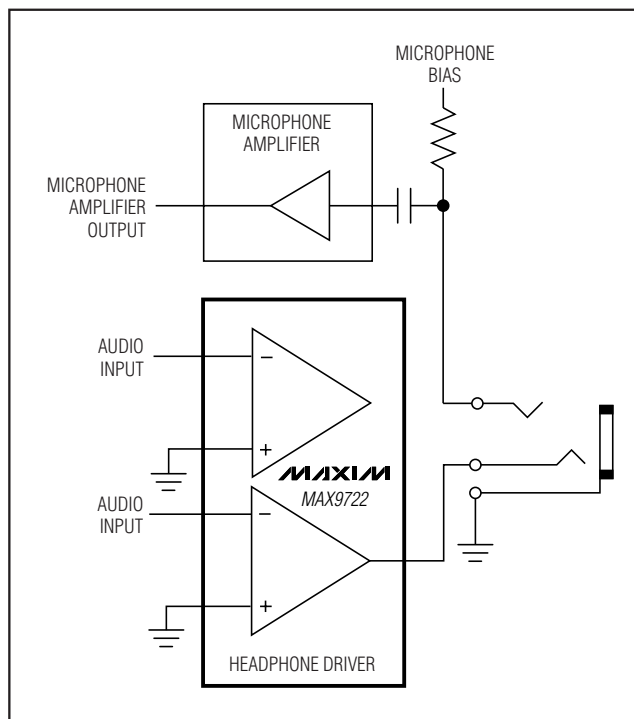 MICROPHONE
BIAS
MICROPHONE
AMPLIFIER
MICROPHONE
AMPLIFIER
OUTPUT
AUDIO
INPUT
−
+
MAXIM
MAX9722
AUDIO
INPUT
−
+
HEADPHONE DRIVER